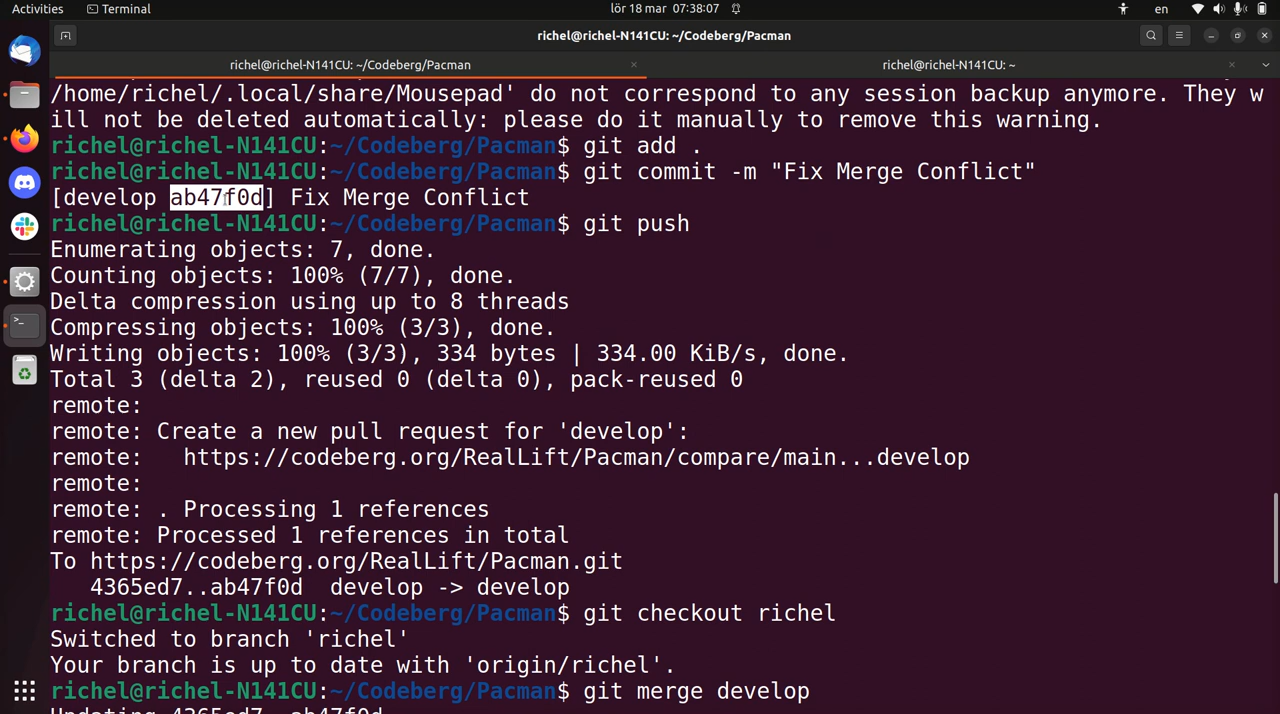 Activities
Terminal
lör 18 mar 07:38:07
en
richel@richel-N141CU: ~/Codeberg/Pacman
richel@richel-N141CU: ~/Codeberg/Pacman
richel@richel-N141CU: ~
/home/richel/.local/share/Mousepad' do not correspond to any session backup anymore. They w
ill not be deleted automatically: please do it manually to remove this warning.
richel@richel-N141CU:~/Codeberg/Pacman$ git add .
richel@richel-N141CU:~/Codeberg/Pacman$ git commit -m "Fix Merge Conflict"
[develop ab47f0d] Fix Merge Conflict
richel@richel-N141CU:~/Codeberg/Pacman$ git push
Enumerating objects: 7, done.
Counting objects: 100% (7/7), done.
Delta compression using up to 8 threads
Compressing objects: 100% (3/3), done.
Writing objects: 100% (3/3), 334 bytes | 334.00 KiB/s, done.
Total 3 (delta 2), reused 0 (delta 0), pack-reused 0
remote:
remote: Create a new pull request for 'develop':
remote:   https://codeberg.org/RealLift/Pacman/compare/main...develop
remote:
remote: . Processing 1 references
remote: Processed 1 references in total
To https://codeberg.org/RealLift/Pacman.git
   4365ed7..ab47f0d  develop -> develop
richel@richel-N141CU:~/Codeberg/Pacman$ git checkout richel
Switched to branch 'richel'
Your branch is up to date with 'origin/richel'.
richel@richel-N141CU:~/Codeberg/Pacman$ git merge develop
Updating 4365ed7..ab47f0d